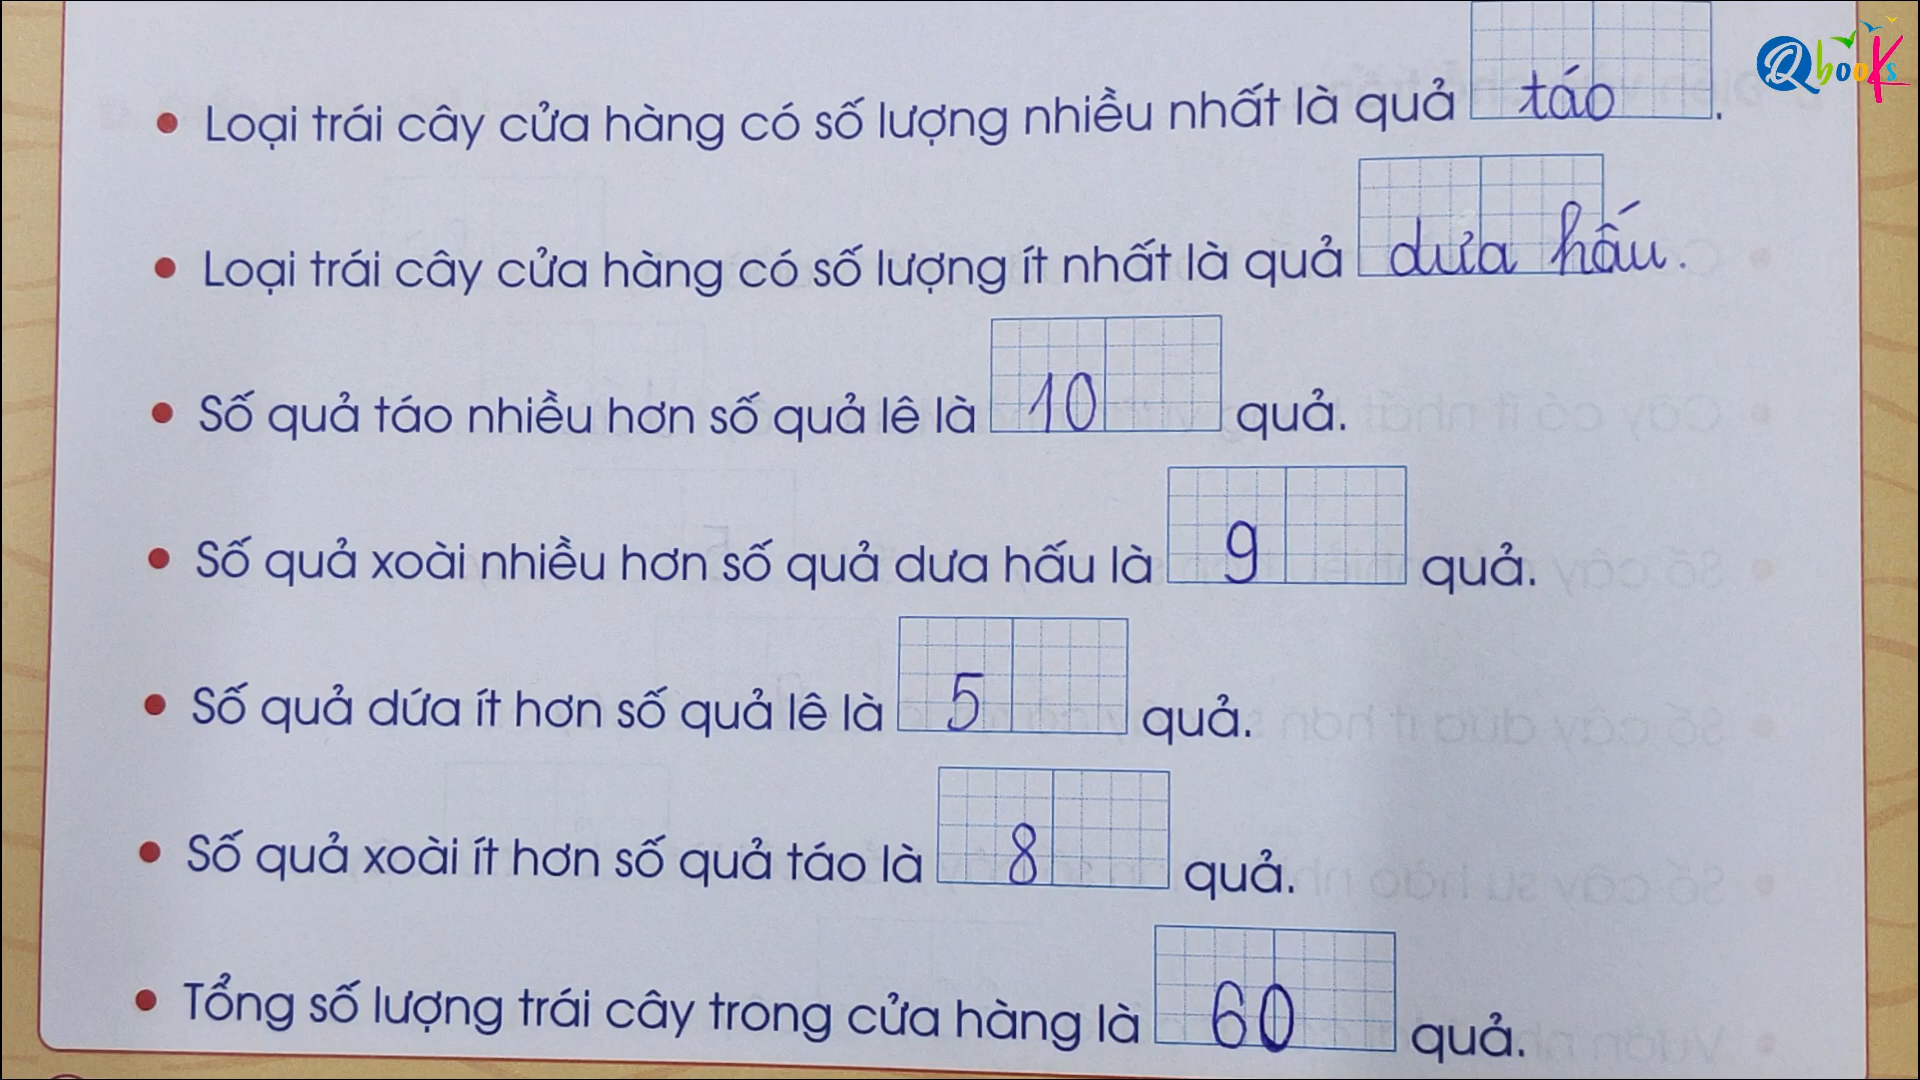 Qbooks
• Loại trái cây cửa hàng có số lượng nhiều nhất là quả táo.
• Loại trái cây cửa hàng có số lượng ít nhất là quả dưa hấu.
• Số quả táo nhiều hơn số quả lê là 10 quả.
• Số quả xoài nhiều hơn số quả dưa hấu là 9 quả.
• Số quả dứa ít hơn số quả lê là 5 quả.
• Số quả xoài ít hơn số quả táo là 8 quả.
• Tổng số lượng trái cây trong cửa hàng là 60 quả.